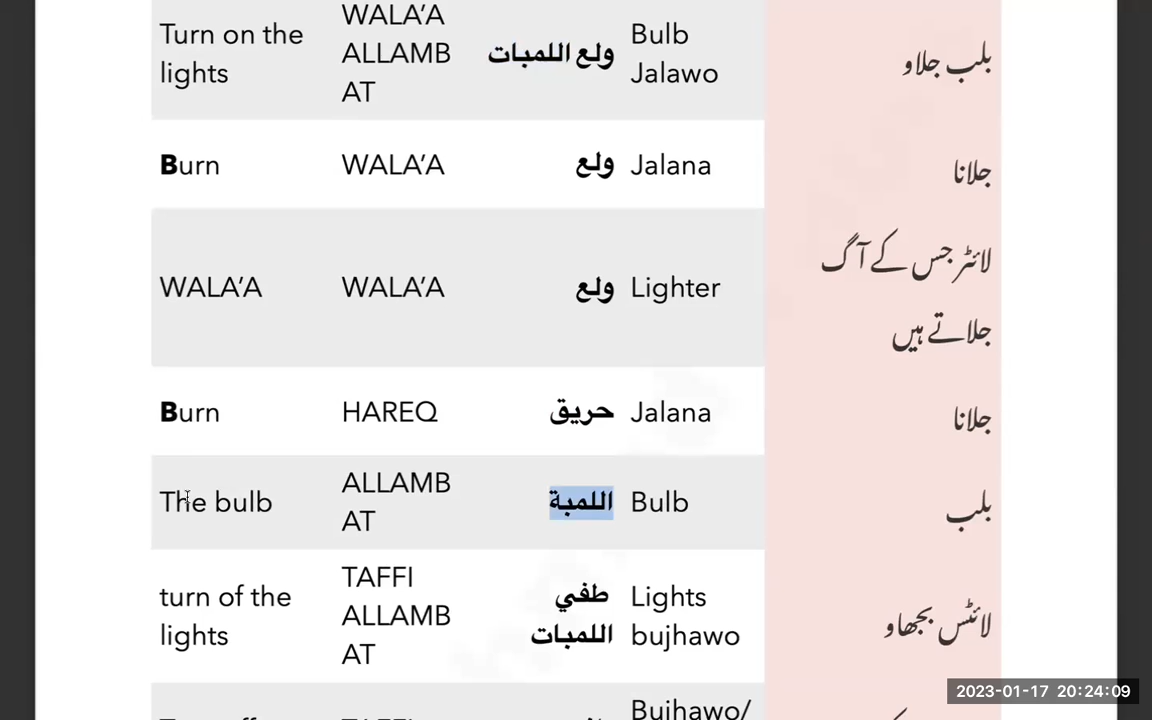 Turn on the
lights
WALA'A
ALLAMB
AT
ولع اللمبات
Bulb
Jalawo
بلب جلاو
Burn
WALA'A
ولع
Jalana
جلانا
WALA'A
WALA'A
ولع
Lighter
لائٹر جس کے آگ
جلاتے ہیں
Burn
HAREQ
حريق
Jalana
جلانا
The bulb
ALLAMB
AT
اللمبة
Bulb
بلب
turn of the
lights
TAFFI
ALLAMB
AT
طفي
اللمبات
Lights
bujhawo
لائٹس بجھاو
Bujhawo/
2023-01-17 20:24:09